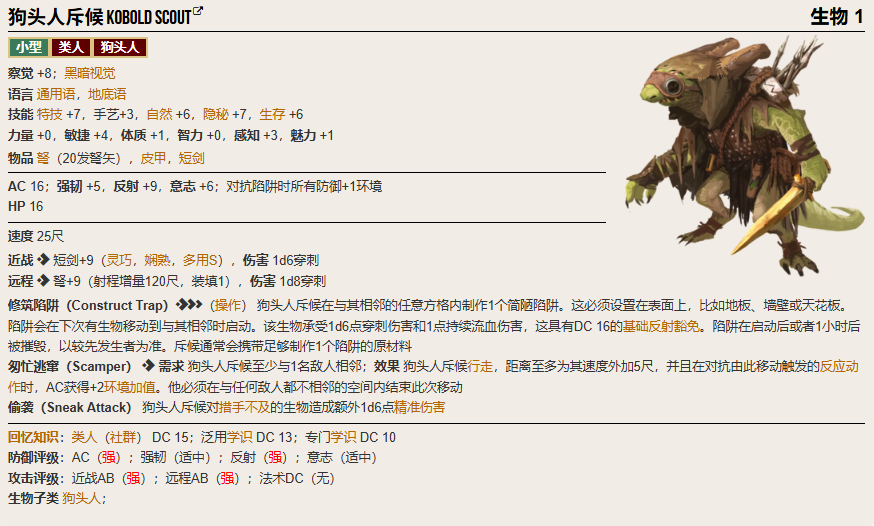 狗头人斥候 KOBOLD SCOUT 生物 1
小型 类人 狗头人
察觉 +8；黑暗视觉
语言 通用语，地底语
技能 特技 +7，手艺+3，自然 +6，隐秘 +7，生存 +6
力量 +0，敏捷 +4，体质 +1，智力 +0，感知 +3，魅力 +1
物品 弩（20发弩矢），皮甲，短剑
AC 16；强韧 +5，反射 +9，意志 +6；对抗陷阱时所有防御+1环境
HP 16
速度 25尺
近战 短剑+9（灵巧，娴熟，多用S），伤害 1d6穿刺
远程 弩+9（射程增量120尺，装填1），伤害 1d8穿刺
修筑陷阱（Construct Trap）（操作） 狗头人斥候在与其相邻的任意方格内制作1个简陋陷阱。这必须设置在表面上，比如地板、墙壁或天花板。
陷阱会在下次有生物移动到与其相邻时启动。该生物承受1d6点穿刺伤害和1点持续流血伤害，这具有DC 16的基础反射豁免。陷阱在启动后或者1小时后
被摧毁，以较先发生者为准。斥候通常会携带足够制作1个陷阱的原材料
匆忙逃窜（Scamper） 需求 狗头人斥候至少与1名敌人相邻；效果 狗头人斥候行走，距离至多为其速度外加5尺，并且在对抗由此移动触发的反应动
作时，AC获得+2环境加值。他必须在与任何敌人都不相邻的空间内结束此次移动
偷袭（Sneak Attack） 狗头人斥候对措手不及的生物造成额外1d6点精准伤害
回忆知识：类人（社群） DC 15；泛用学识 DC 13；专门学识 DC 10
防御评级：AC（强）；强韧（适中）；反射（强）；意志（适中）
攻击评级：近战AB（强）；远程AB（强）；法术DC（无）
生物子类 狗头人；